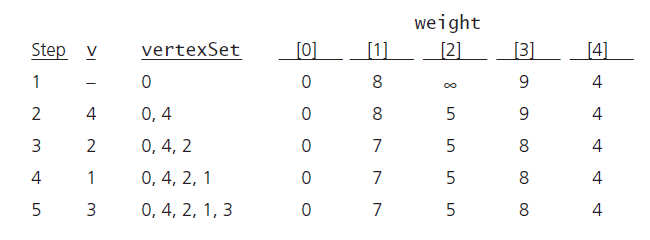 weight
Step v vertexSet [0] [1] [2] [3] [4]
1 – 0 0 8 ∞ 9 4
2 4 0, 4 0 8 5 9 4
3 2 0, 4, 2 0 7 5 8 4
4 1 0, 4, 2, 1 0 7 5 8 4
5 3 0, 4, 2, 1, 3 0 7 5 8 4